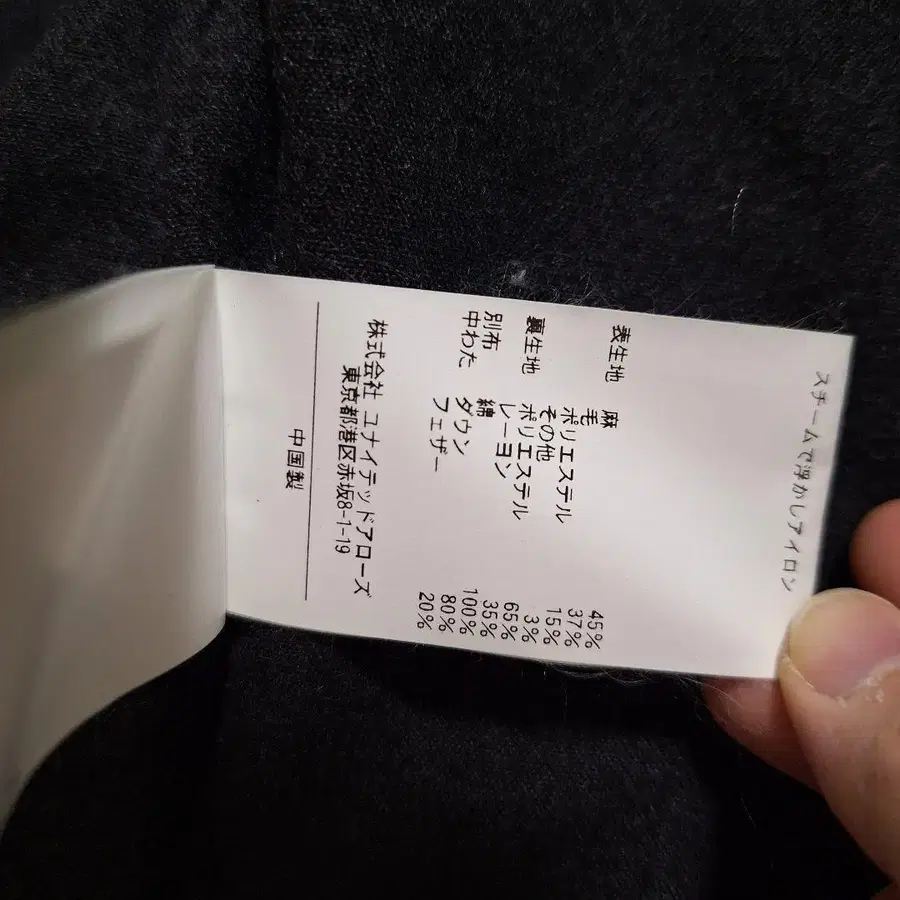 スチームで浮かしアイロン
表生地 麻 45%
毛 37%
ポリエステル 15%
その他 3%
裏生地 ポリエステル 65%
レーヨン 35%
別布 綿 100%
中わた ダウン 80%
フェザー 20%
株式会社 ユナイテッドアローズ
東京都港区赤坂8-1-19
中国製